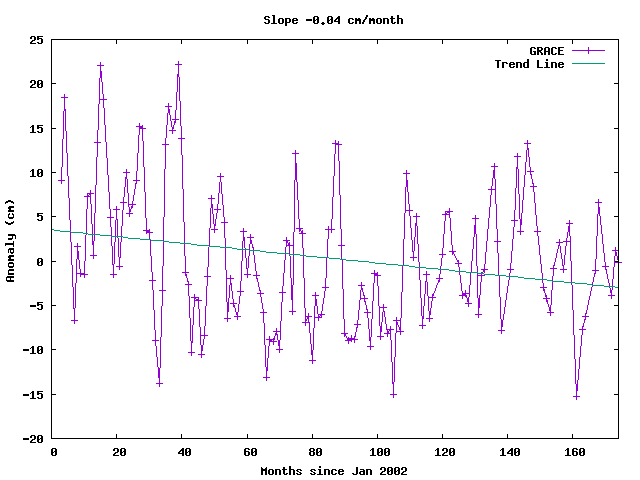 Slope -0.04 cm/month
25
20
15
10
5
0
-5
-10
-15
-20
Anomaly (cm)
GRACE
Trend Line
0 20 40 60 80 100 120 140 160
Months since Jan 2002